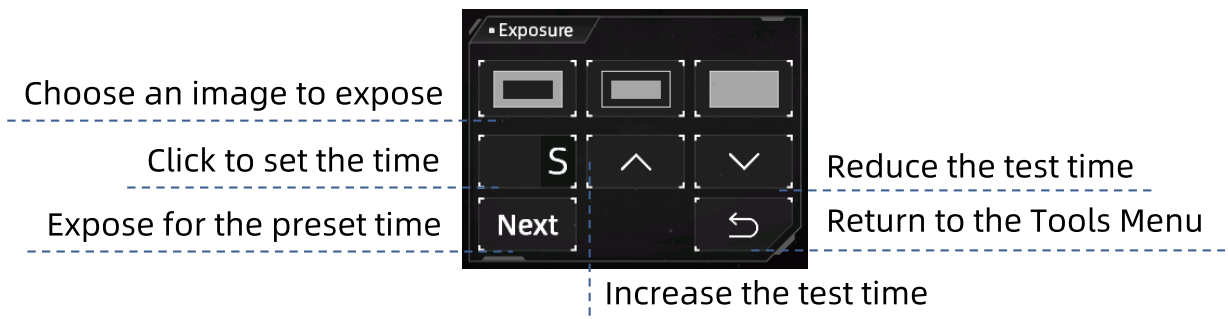 Exposure
Choose an image to expose
Click to set the time
S
Reduce the test time
Expose for the preset time
Next
Return to the Tools Menu
Increase the test time